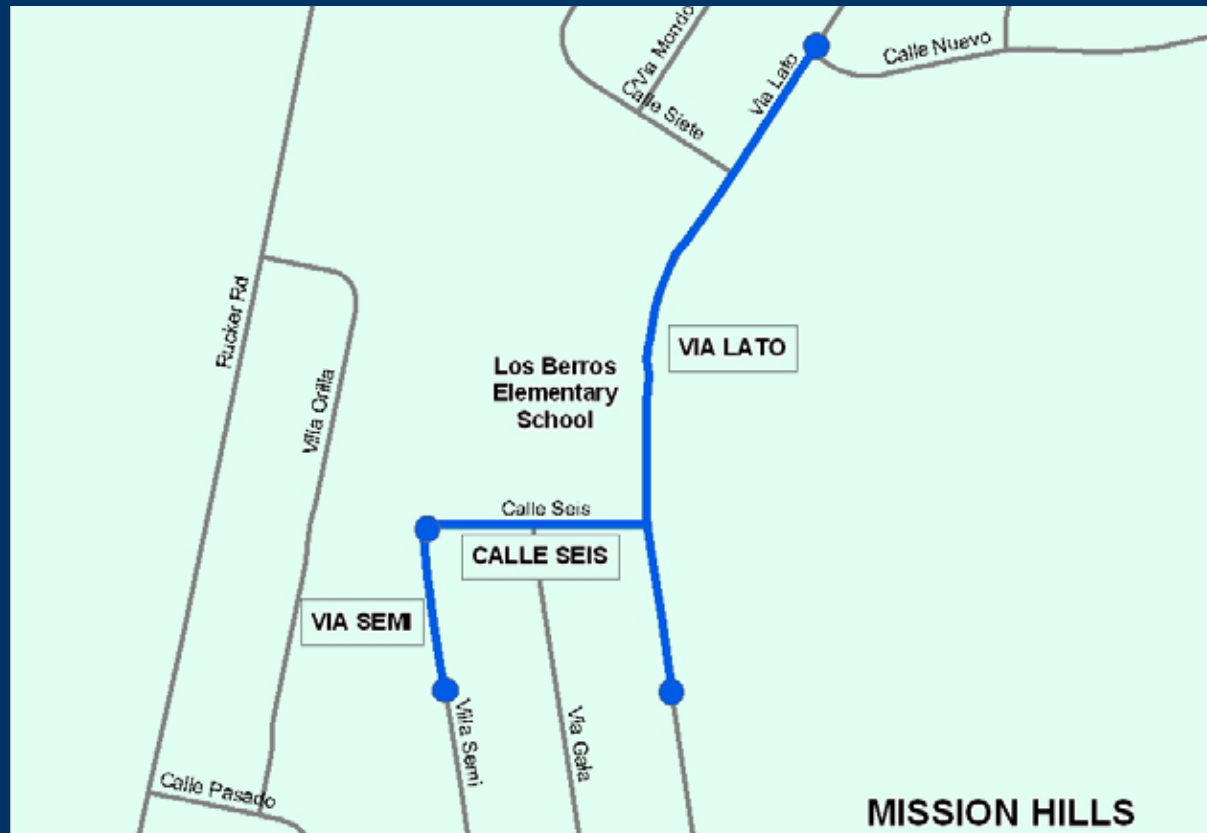 Via Mondo
Calle Nuevo
Via Lato
Calle Siete
Rucker Rd
VIA LATO
Los Berros
Elementary
School
Villa Orilla
Calle Seis
CALLE SEIS
VIA SEMI
Villa Semi
Via Gala
Calle Pasado
MISSION HILLS